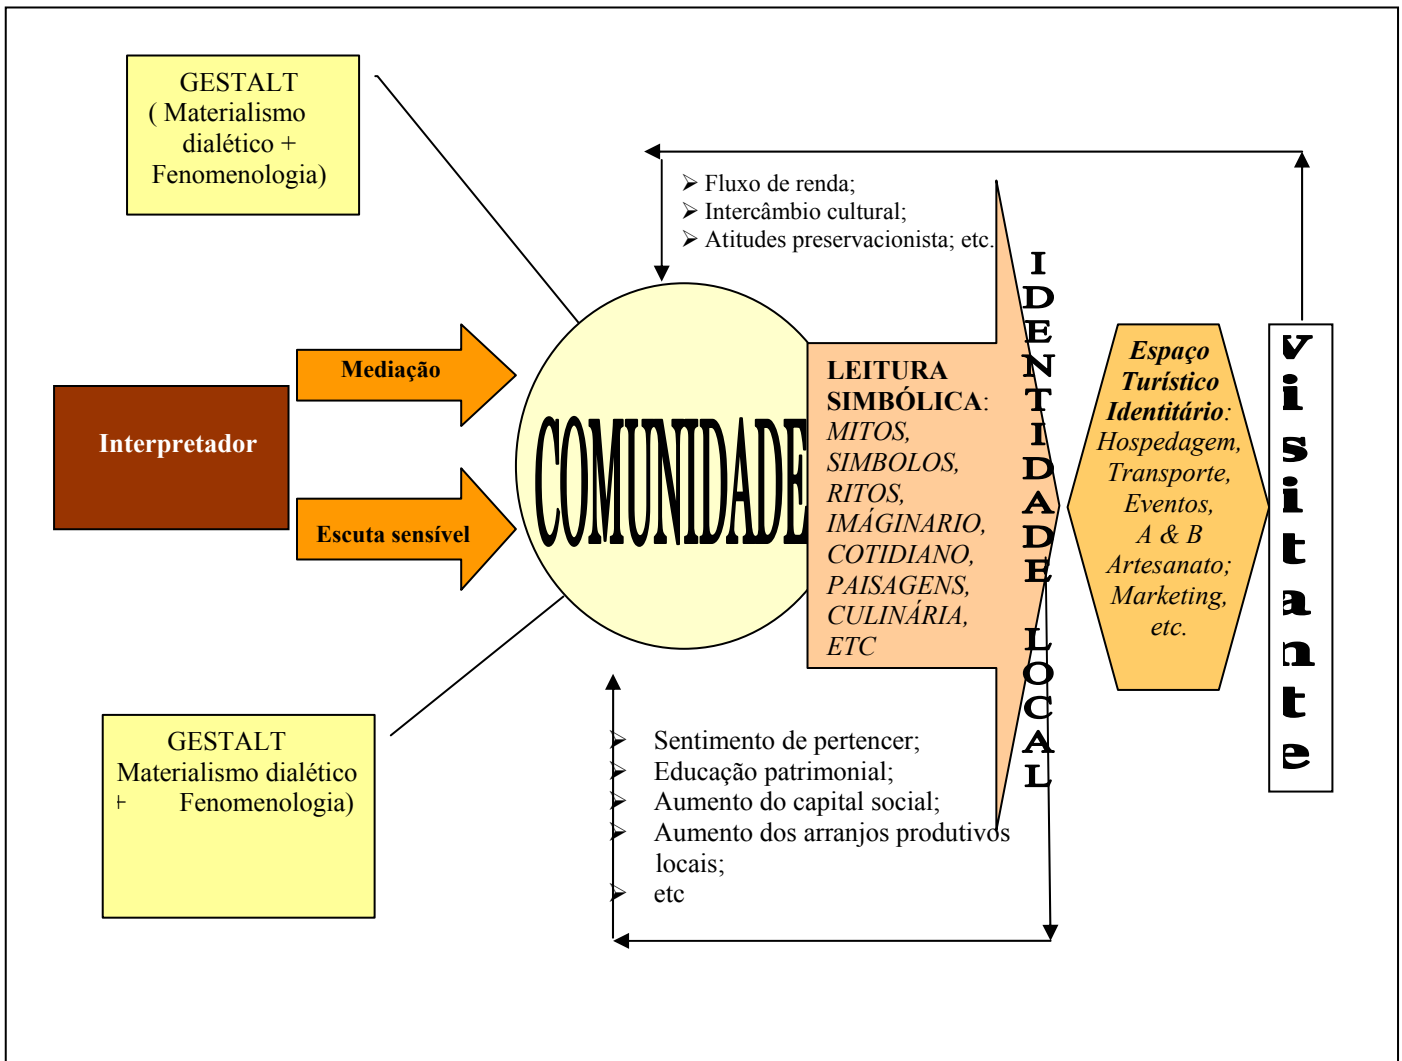 GESTALT
( Materialismo
dialético +
Fenomenologia)
➢ Fluxo de renda;
➢ Intercâmbio cultural;
➢ Atitudes preservacionista; etc.
Interpretador
Mediação
Escuta sensível
COMUNIDADE
LEITURA
SIMBÓLICA:
MITOS,
SIMBOLOS,
RITOS,
IMÁGINARIO,
COTIDIANO,
PAISAGENS,
CULINÁRIA,
ETC
IDENTIDADE LOCAL
Espaço
Turístico
Identitário:
Hospedagem,
Transporte,
Eventos,
A & B
Artesanato;
Marketing,
etc.
visitante
GESTALT
Materialismo dialético
+ Fenomenologia)
➢ Sentimento de pertencer;
➢ Educação patrimonial;
➢ Aumento do capital social;
➢ Aumento dos arranjos produtivos
locais;
➢ etc